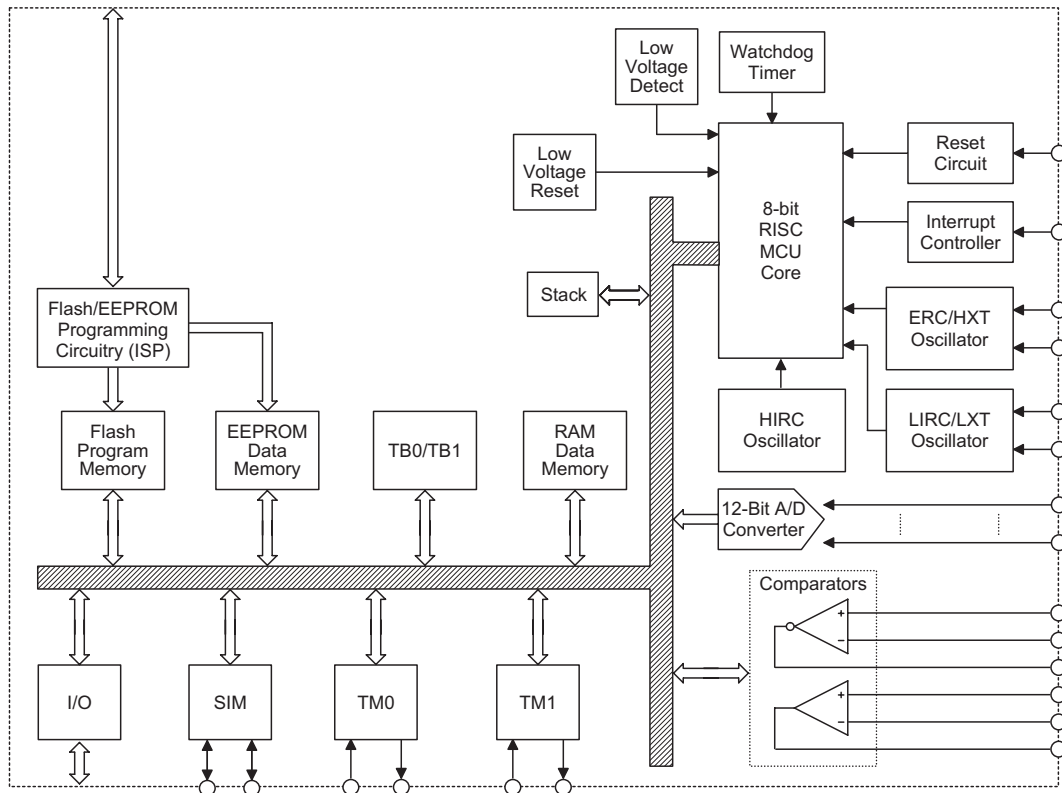 Low
Voltage
Detect
Watchdog
Timer
Low
Voltage
Reset
8-bit
RISC
MCU
Core
Reset
Circuit
Interrupt
Controller
Stack
Flash/EEPROM
Programming
Circuitry (ISP)
ERC/HXT
Oscillator
Flash
Program
Memory
EEPROM
Data
Memory
TB0/TB1
RAM
Data
Memory
HIRC
Oscillator
LIRC/LXT
Oscillator
12-Bit A/D
Converter
Comparators
+
−
+
−
I/O
SIM
TM0
TM1